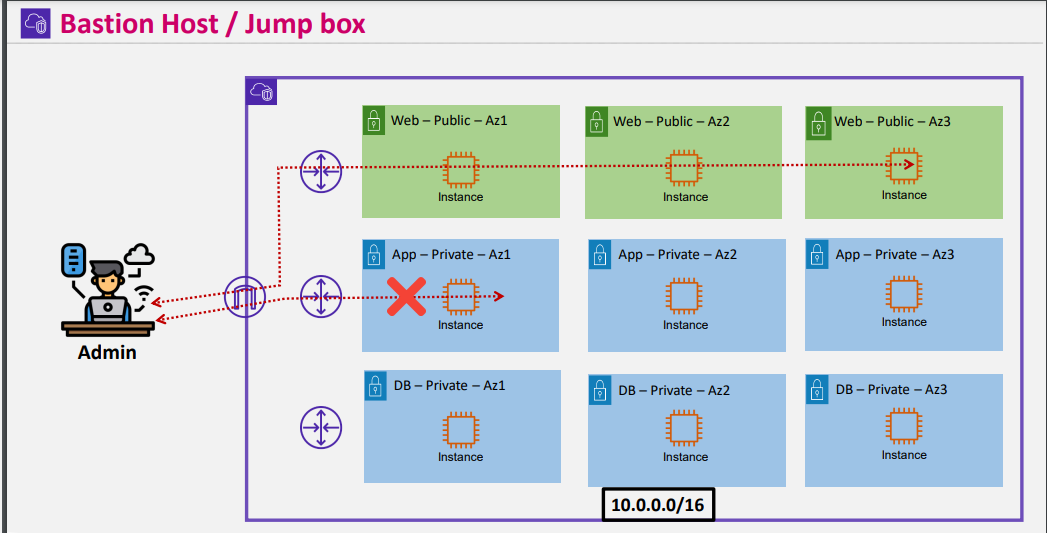 Bastion Host / Jump box
Web – Public – Az1
Web – Public – Az2
Web – Public – Az3
Instance
Instance
Instance
App – Private – Az1
App – Private – Az2
App – Private – Az3
Instance
Instance
Instance
Admin
DB – Private – Az1
DB – Private – Az2
DB – Private – Az3
Instance
Instance
Instance
10.0.0.0/16